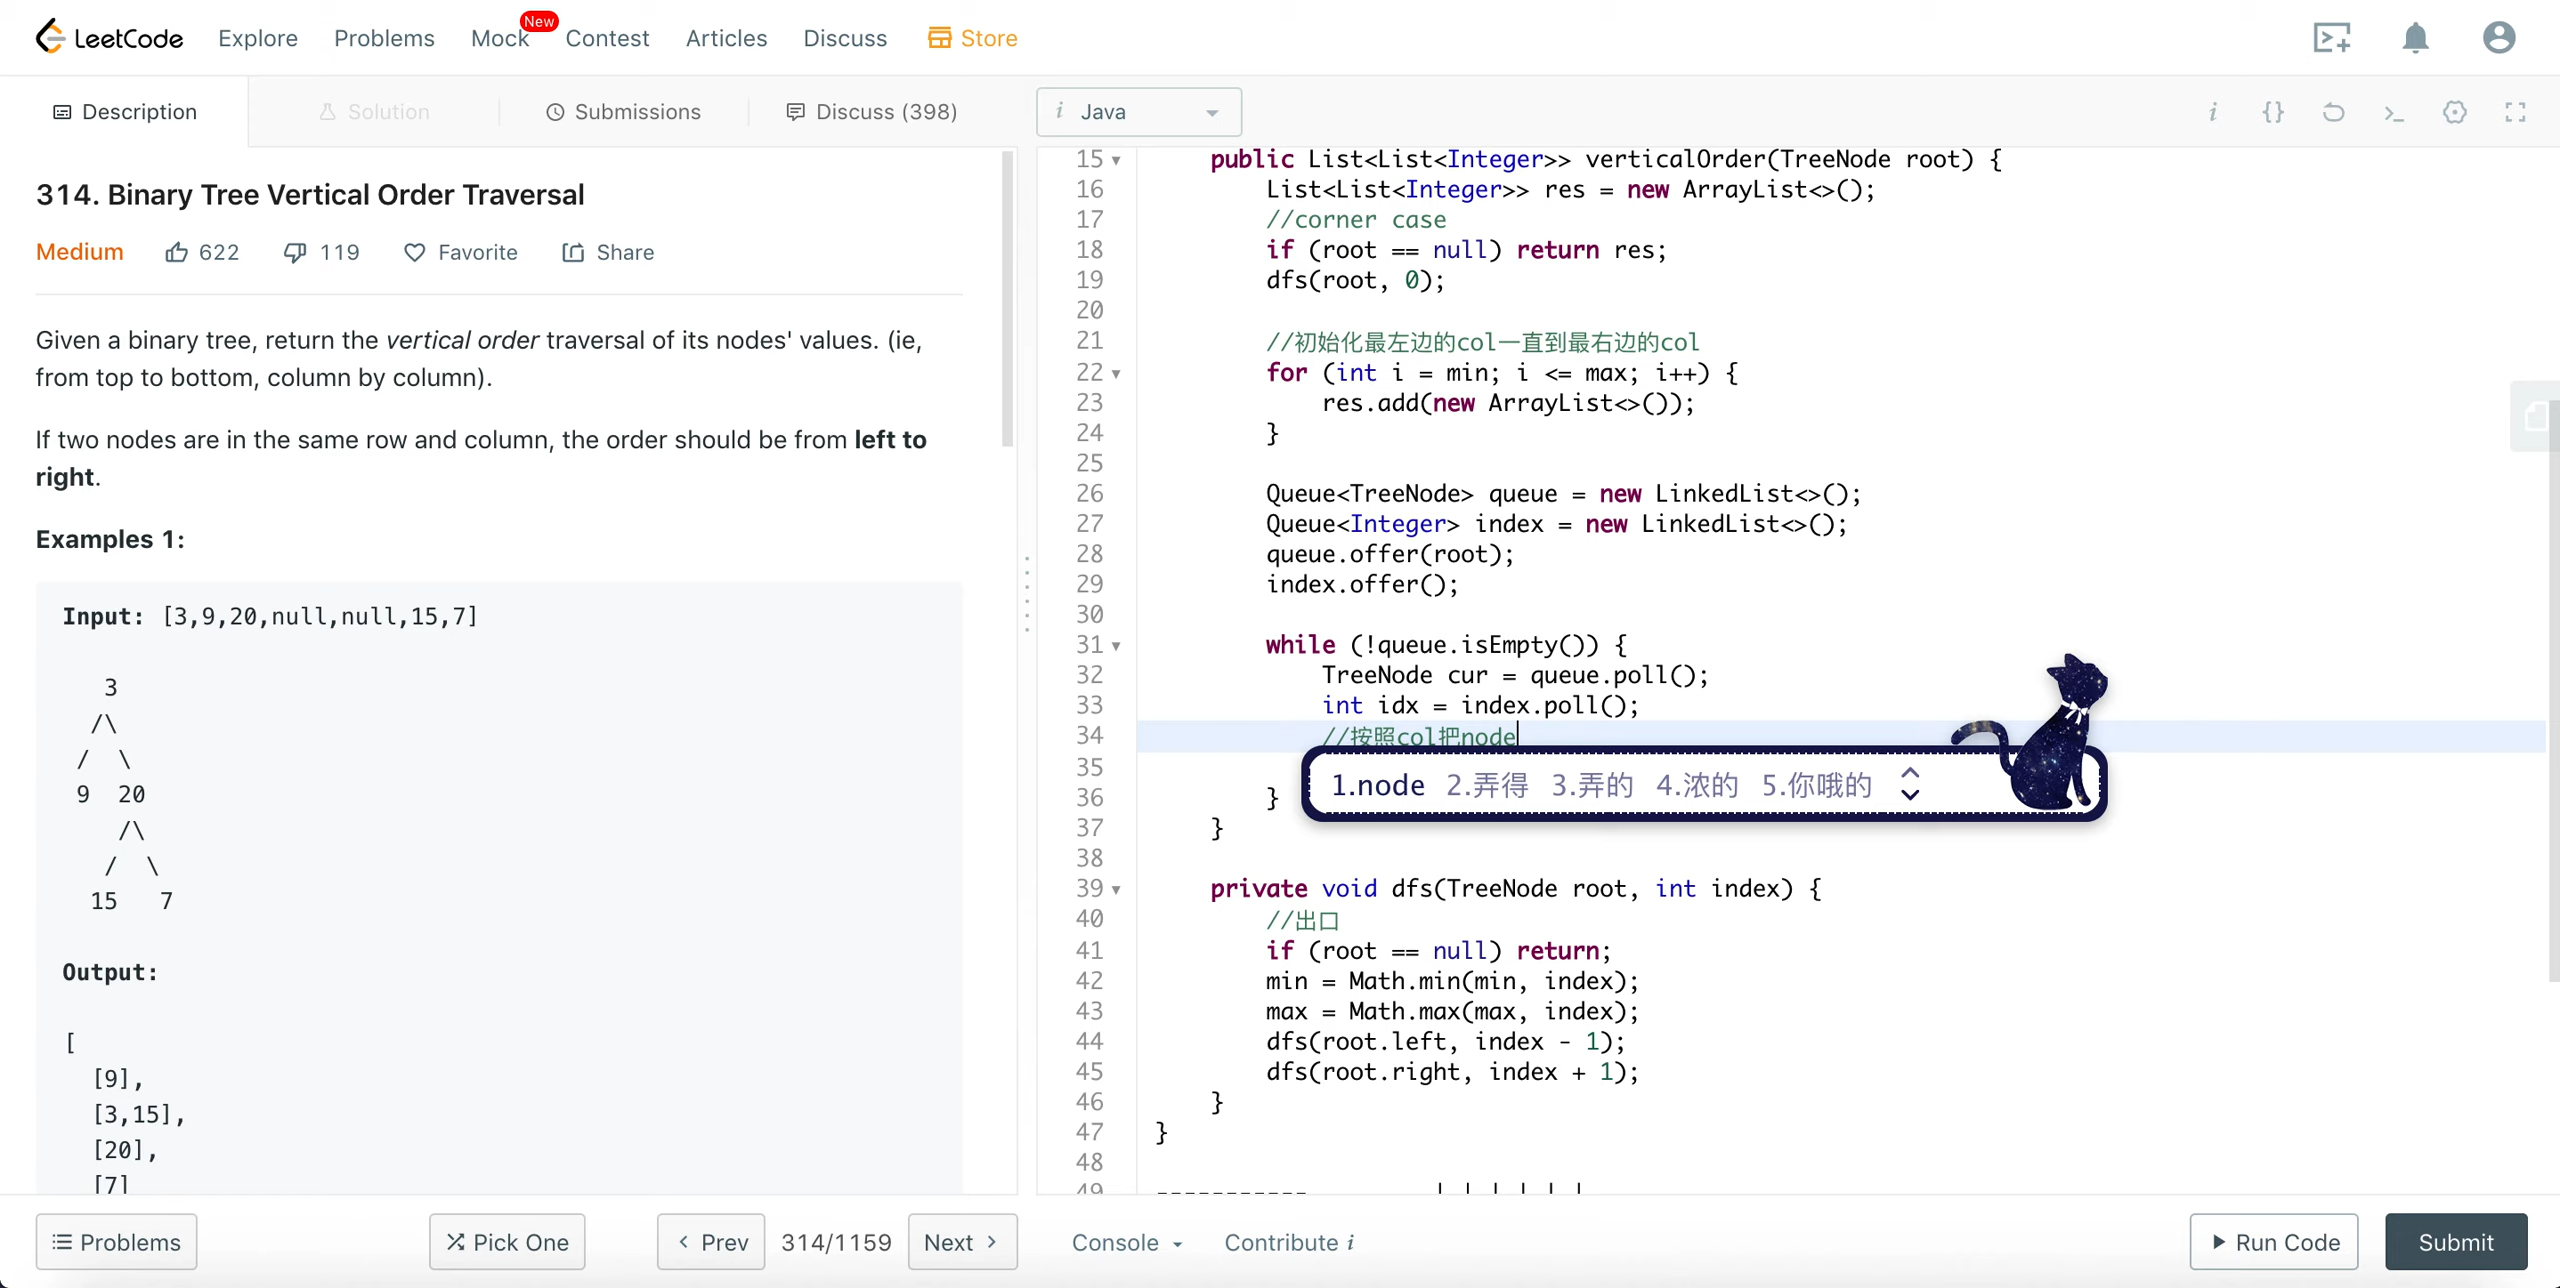 LeetCode Explore Problems Mock New Contest Articles Discuss Store
Description Solution Submissions Discuss (398)
314. Binary Tree Vertical Order Traversal
Medium 622 119 Favorite Share
Given a binary tree, return the vertical order traversal of its nodes' values. (ie,
from top to bottom, column by column).
If two nodes are in the same row and column, the order should be from left to
right.
Examples 1:
Input: [3,9,20,null,null,15,7]
3
/\
/ \
9 20
/\
/ \
15 7
Output:
[
[9],
[3,15],
[20],
[7]
i Java
i {}
15 public List<List<Integer>> verticalOrder(TreeNode root) {
16 List<List<Integer>> res = new ArrayList<>();
17 //corner case
18 if (root == null) return res;
19 dfs(root, 0);
20
21 //初始化最左边的col一直到最右边的col
22 for (int i = min; i <= max; i++) {
23 res.add(new ArrayList<>());
24 }
25
26 Queue<TreeNode> queue = new LinkedList<>();
27 Queue<Integer> index = new LinkedList<>();
28 queue.offer(root);
29 index.offer();
30
31 while (!queue.isEmpty()) {
32 TreeNode cur = queue.poll();
33 int idx = index.poll();
34 //按照col把node
35
1.node 2.弄得 3.弄的 4.浓的 5.你哦的
36 }
37 }
38
39 private void dfs(TreeNode root, int index) {
40 //出口
41 if (root == null) return;
42 min = Math.min(min, index);
43 max = Math.max(max, index);
44 dfs(root.left, index - 1);
45 dfs(root.right, index + 1);
46 }
47 }
48
49 ----------- | | | | | |
Problems Pick One Prev 314/1159 Next Console Contribute i Run Code Submit